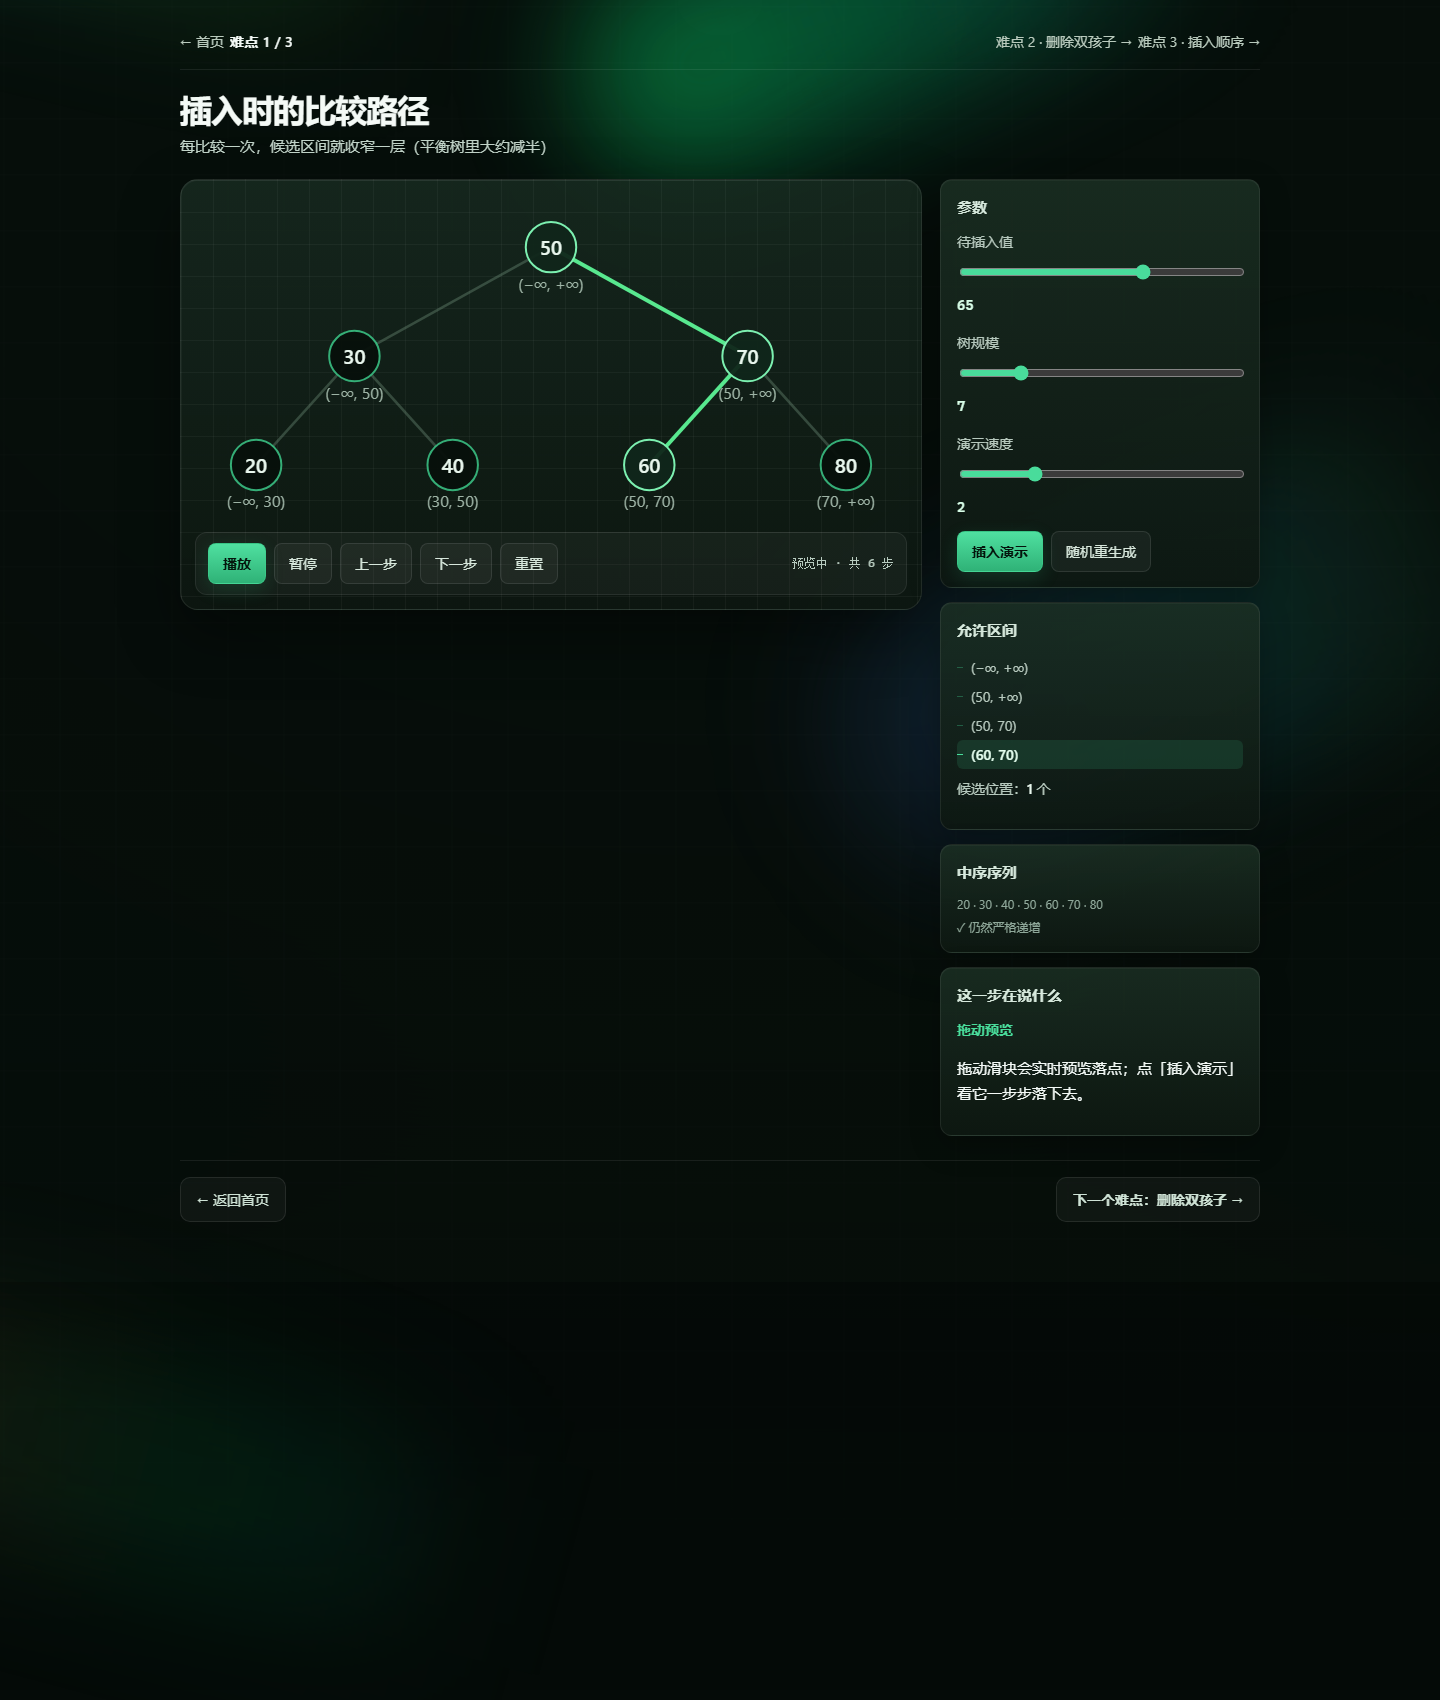 ← 首页 难点 1 / 3
难点 2 · 删除双孩子 → 难点 3 · 插入顺序 →
插入时的比较路径
每比较一次，候选区间就收窄一层（平衡树里大约减半）
50
(−∞, +∞)
30
(−∞, 50)
70
(50, +∞)
20
(−∞, 30)
40
(30, 50)
60
(50, 70)
80
(70, +∞)
播放 暂停 上一步 下一步 重置 预览中 · 共 6 步
参数
待插入值
65
树规模
7
演示速度
2
插入演示 随机重生成
允许区间
(−∞, +∞)
(50, +∞)
(50, 70)
(60, 70)
候选位置：1 个
中序序列
20 · 30 · 40 · 50 · 60 · 70 · 80
✓ 仍然严格递增
这一步在说什么
拖动预览
拖动滑块会实时预览落点；点「插入演示」
看它一步步落下去。
← 返回首页
下一个难点：删除双孩子 →